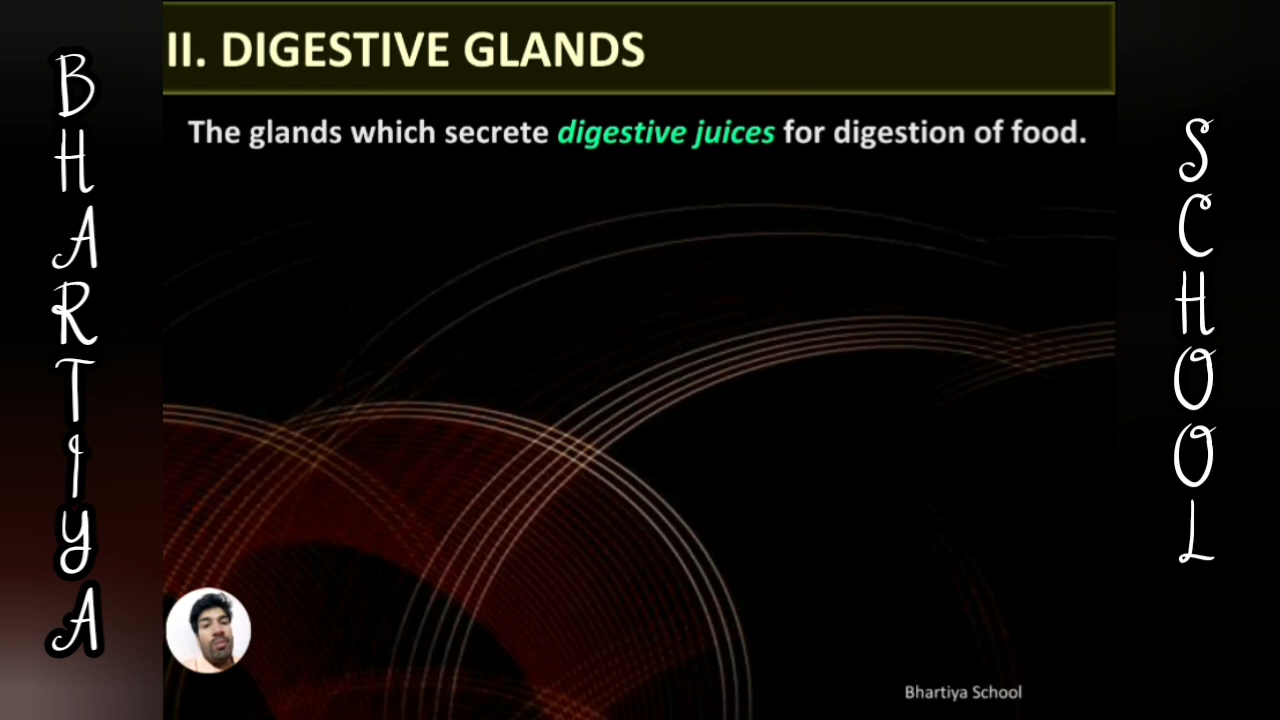 BHARTIYA
II. DIGESTIVE GLANDS
The glands which secrete digestive juices for digestion of food.
SCHOOL
Bhartiya School